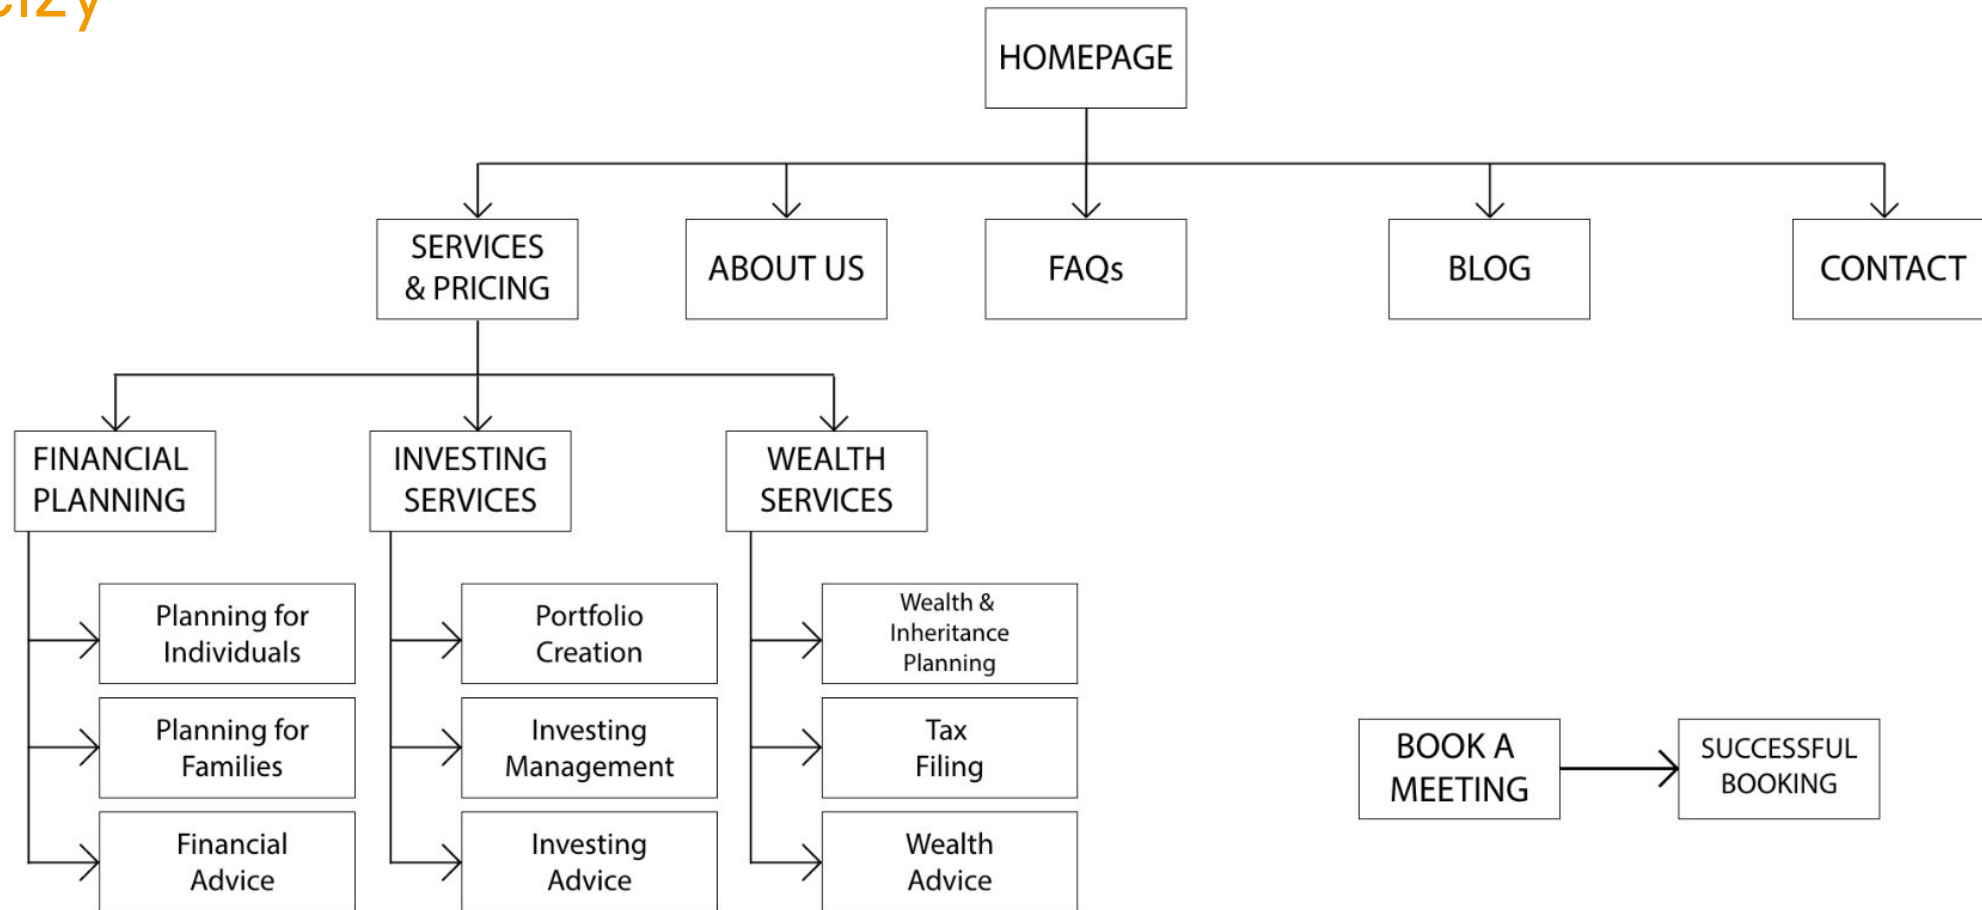 HOMEPAGE
SERVICES
& PRICING
ABOUT US
FAQs
BLOG
CONTACT
FINANCIAL
PLANNING
INVESTING
SERVICES
WEALTH
SERVICES
Planning for
Individuals
Planning for
Families
Financial
Advice
Portfolio
Creation
Investing
Management
Investing
Advice
Wealth &
Inheritance
Planning
Tax
Filing
Wealth
Advice
BOOK A
MEETING
SUCCESSFUL
BOOKING